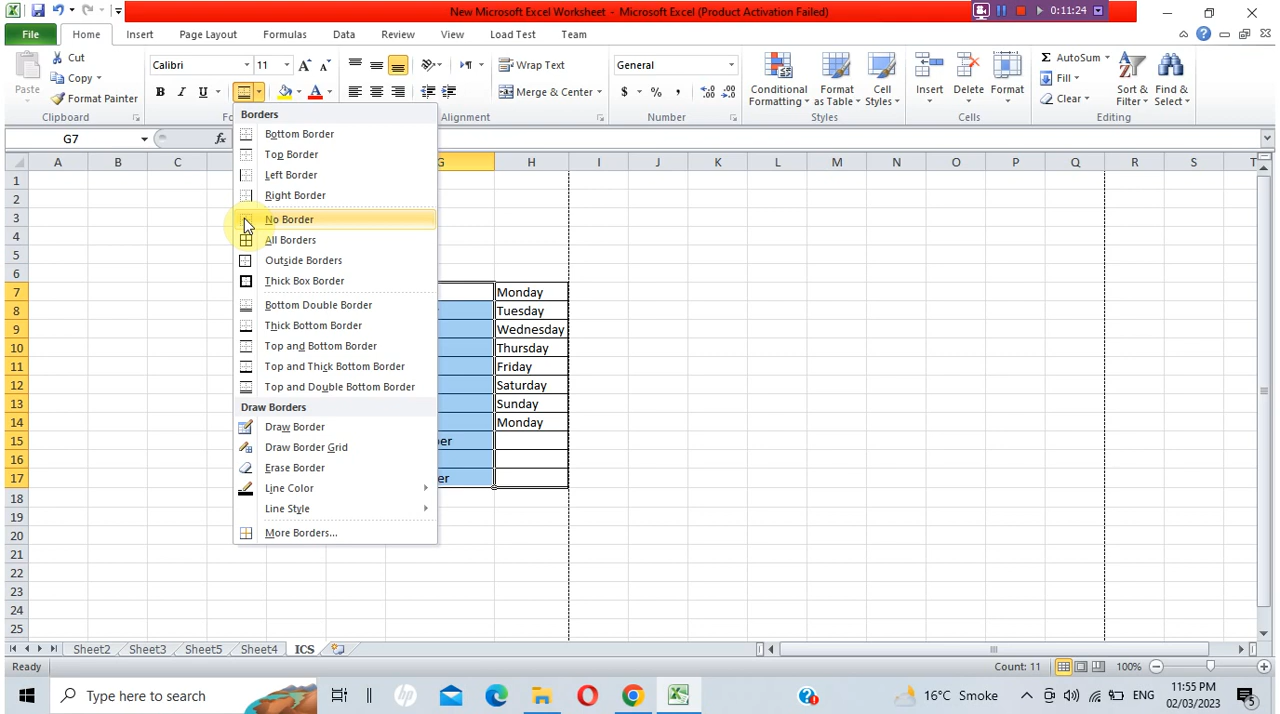 New Microsoft Excel Worksheet - Microsoft Excel (Product Activation Failed)
0:11:24
File Home Insert Page Layout Formulas Data Review View Load Test Team
Cut
Copy
Format Painter
Paste
Clipboard
Calibri 11
B I U
Wrap Text
Merge & Center
Alignment
General
$ % ,
Number
Conditional Formatting
Format as Table
Cell Styles
Styles
Insert Delete Format
Cells
AutoSum
Fill
Clear
Sort & Filter
Find & Select
Editing
G7
fx
Borders
Bottom Border
Top Border
Left Border
Right Border
No Border
All Borders
Outside Borders
Thick Box Border
Bottom Double Border
Thick Bottom Border
Top and Bottom Border
Top and Thick Bottom Border
Top and Double Bottom Border
Draw Borders
Draw Border
Draw Border Grid
Erase Border
Line Color
Line Style
More Borders...
A B C G H I J K L M N O P Q R S T
1
2
3
4
5
6
7 Monday
8 Tuesday
9 Wednesday
10 Thursday
11 Friday
12 Saturday
13 Sunday
14 Monday
15 ber
16
17 er
18
19
20
21
22
23
24
25
Sheet2 Sheet3 Sheet5 Sheet4 ICS
Ready Count: 11 100%
Type here to search
16°C Smoke
ENG
11:55 PM
02/03/2023
5